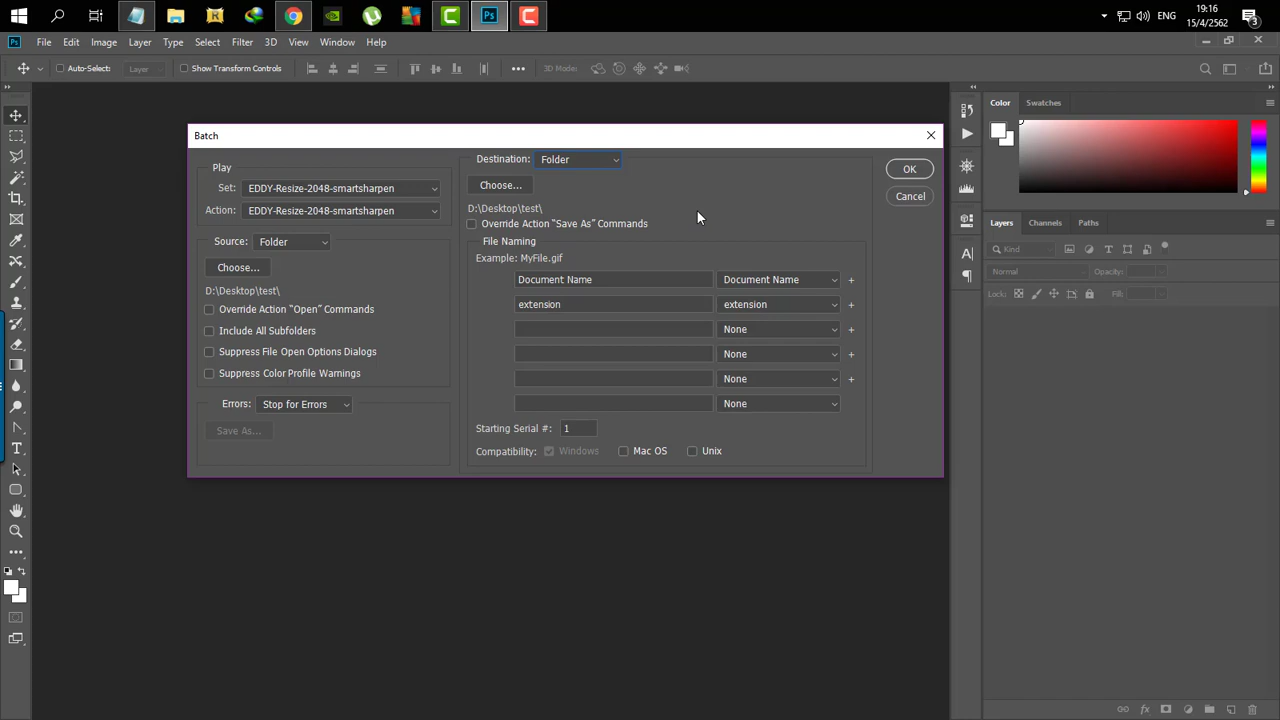 19:16
ENG
15/4/2562
3
Ps
File Edit Image Layer Type Select Filter 3D View Window Help
Auto-Select: Layer Show Transform Controls 3D Mode:
Color Swatches
Batch
Play
Set: EDDY-Resize-2048-smartsharpen
Action: EDDY-Resize-2048-smartsharpen
Source: Folder
Choose...
D:\Desktop\test\
Override Action “Open” Commands
Include All Subfolders
Suppress File Open Options Dialogs
Suppress Color Profile Warnings
Errors: Stop for Errors
Save As...
Destination: Folder
Choose...
D:\Desktop\test\
Override Action “Save As” Commands
File Naming
Example: MyFile.gif
Document Name Document Name +
extension extension +
None +
None +
None +
None
Starting Serial #: 1
Compatibility: Windows Mac OS Unix
OK
Cancel
Layers Channels Paths
Kind
Normal Opacity:
Lock: Fill: